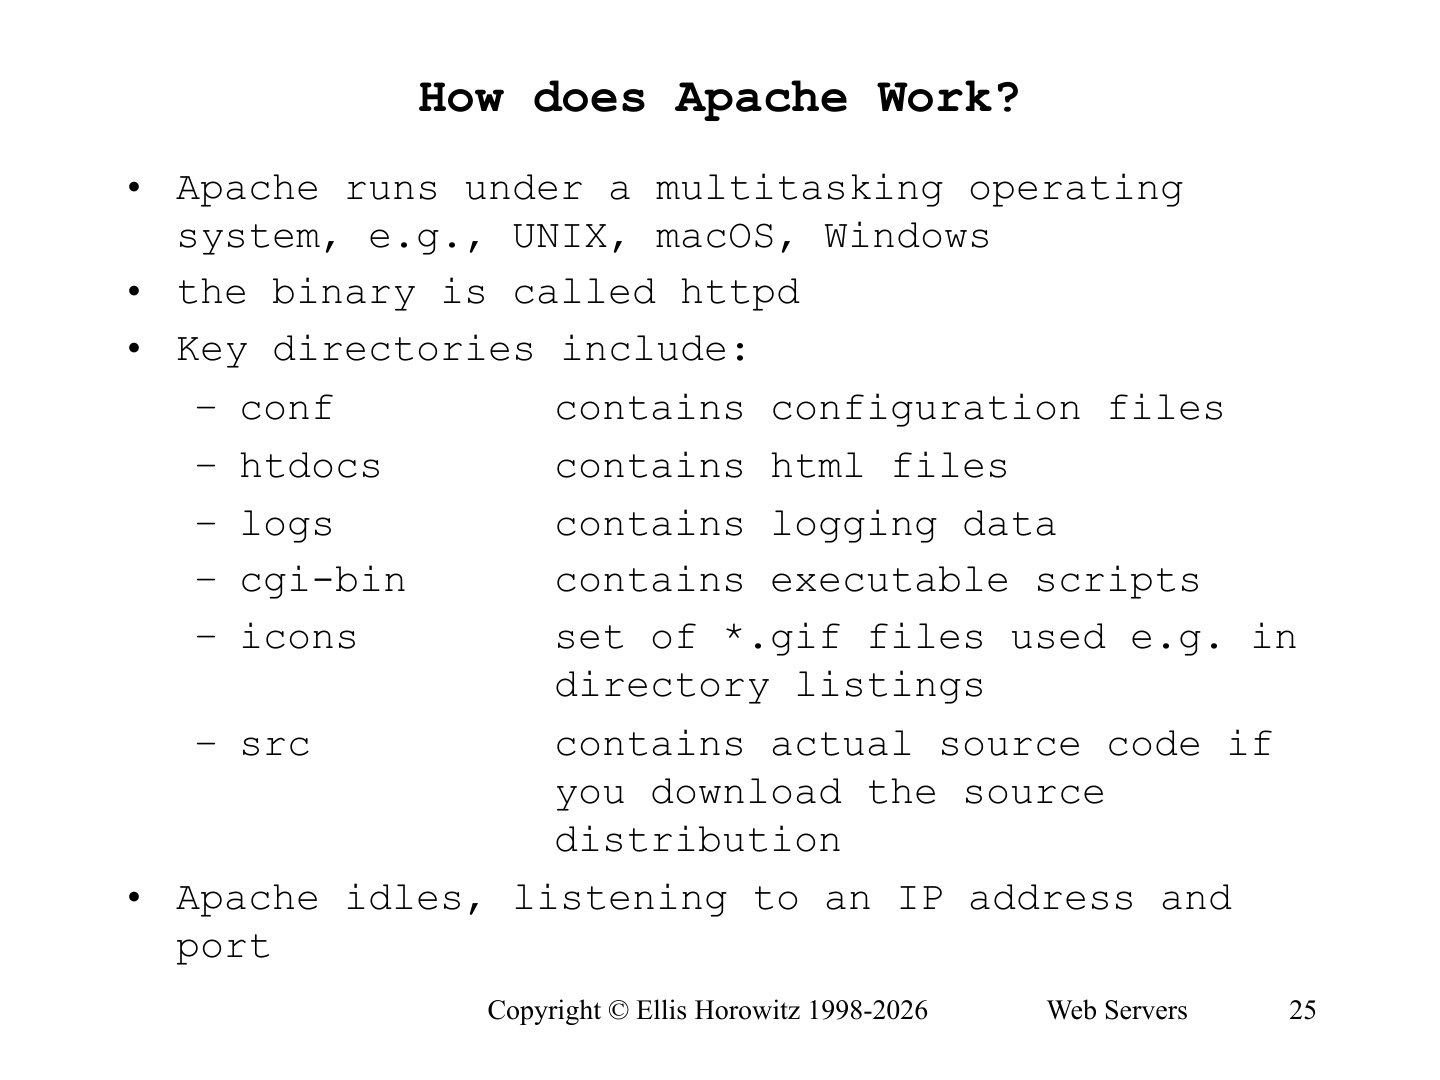 How does Apache Work?
• Apache runs under a multitasking operating
system, e.g., UNIX, macOS, Windows
• the binary is called httpd
• Key directories include:
– conf contains configuration files
– htdocs contains html files
– logs contains logging data
– cgi-bin contains executable scripts
– icons set of *.gif files used e.g. in
directory listings
– src contains actual source code if
you download the source
distribution
• Apache idles, listening to an IP address and
port
Copyright © Ellis Horowitz 1998-2026 Web Servers 25